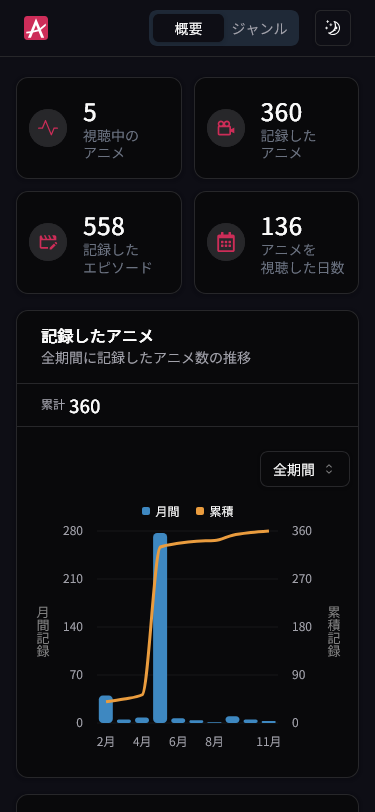 概要 ジャンル
5
視聴中の
アニメ
360
記録した
アニメ
558
記録した
エピソード
136
アニメを
視聴した日数
記録したアニメ
全期間に記録したアニメ数の推移
累計 360
全期間
月間 累積
280 360
210 270
140 180
70 90
0 0
月間記録
累積記録
2月 4月 6月 8月 11月